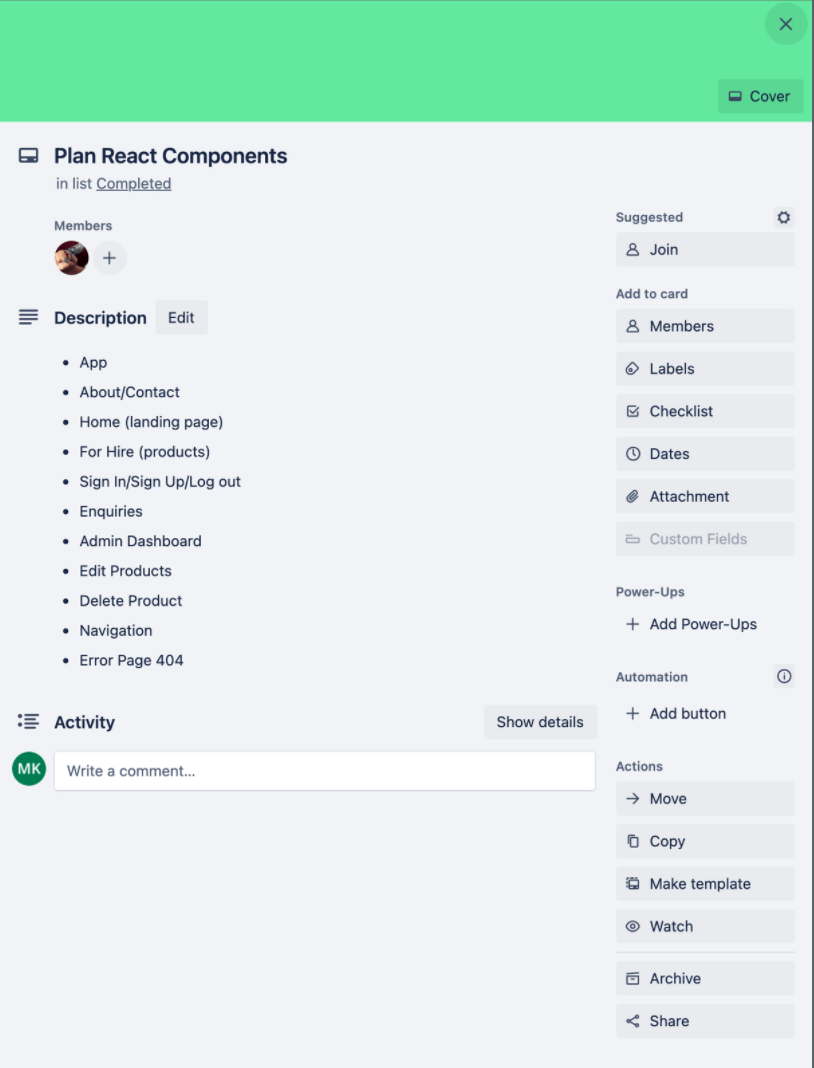 Cover
Plan React Components
in list Completed
Members
Description
Edit
App
About/Contact
Home (landing page)
For Hire (products)
Sign In/Sign Up/Log out
Enquiries
Admin Dashboard
Edit Products
Delete Product
Navigation
Error Page 404
Activity
Show details
MK
Write a comment...
Suggested
Join
Add to card
Members
Labels
Checklist
Dates
Attachment
Custom Fields
Power-Ups
Add Power-Ups
Automation
Add button
Actions
Move
Copy
Make template
Watch
Archive
Share